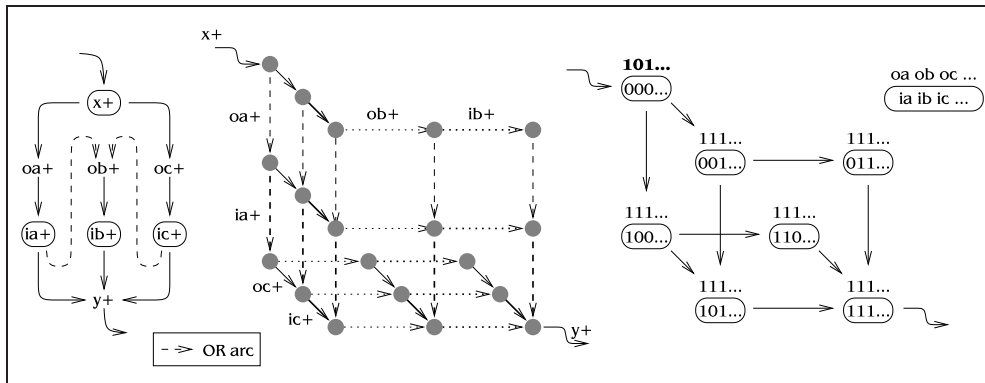 x+
oa+ ob+ oc+
ia+ ib+ ic+
y+
OR arc
x+
oa+
ob+ ib+
ia+
oc+
ic+
y+
101...
000...
oa ob oc ...
ia ib ic ...
111...
001...
111...
011...
111...
100...
111...
110...
111...
101...
111...
111...